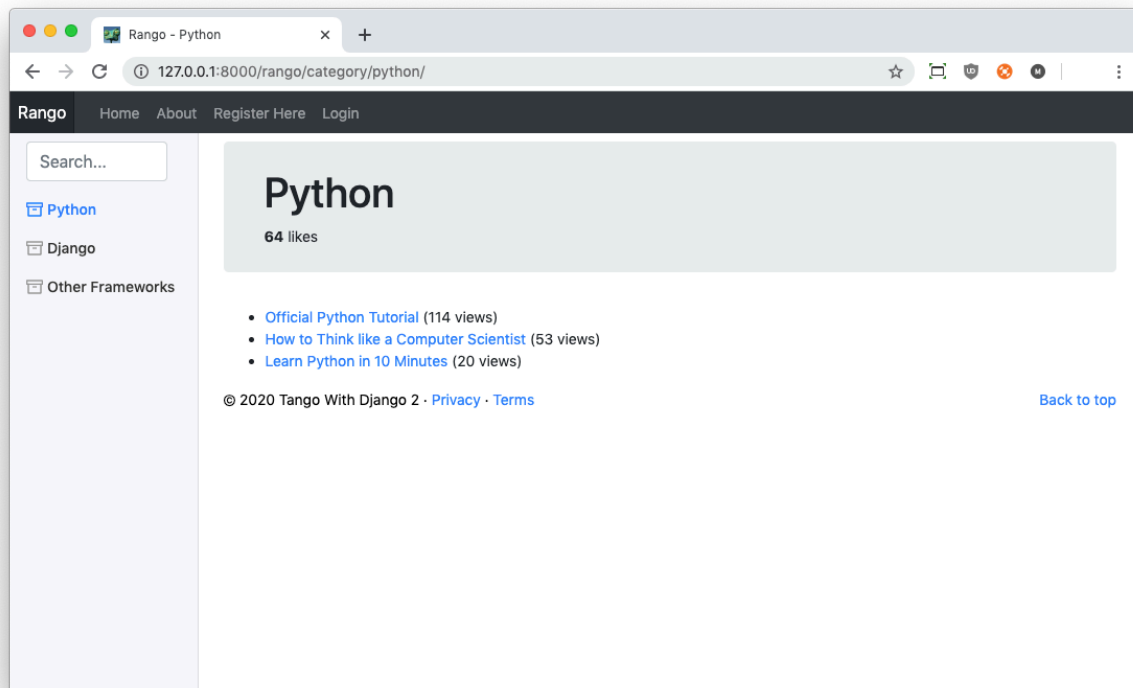 Rango - Python
127.0.0.1:8000/rango/category/python/
UD
M
Rango Home About Register Here Login
Search...
Python
Django
Other Frameworks
Python
64 likes
Official Python Tutorial (114 views)
How to Think like a Computer Scientist (53 views)
Learn Python in 10 Minutes (20 views)
© 2020 Tango With Django 2 · Privacy · Terms
Back to top